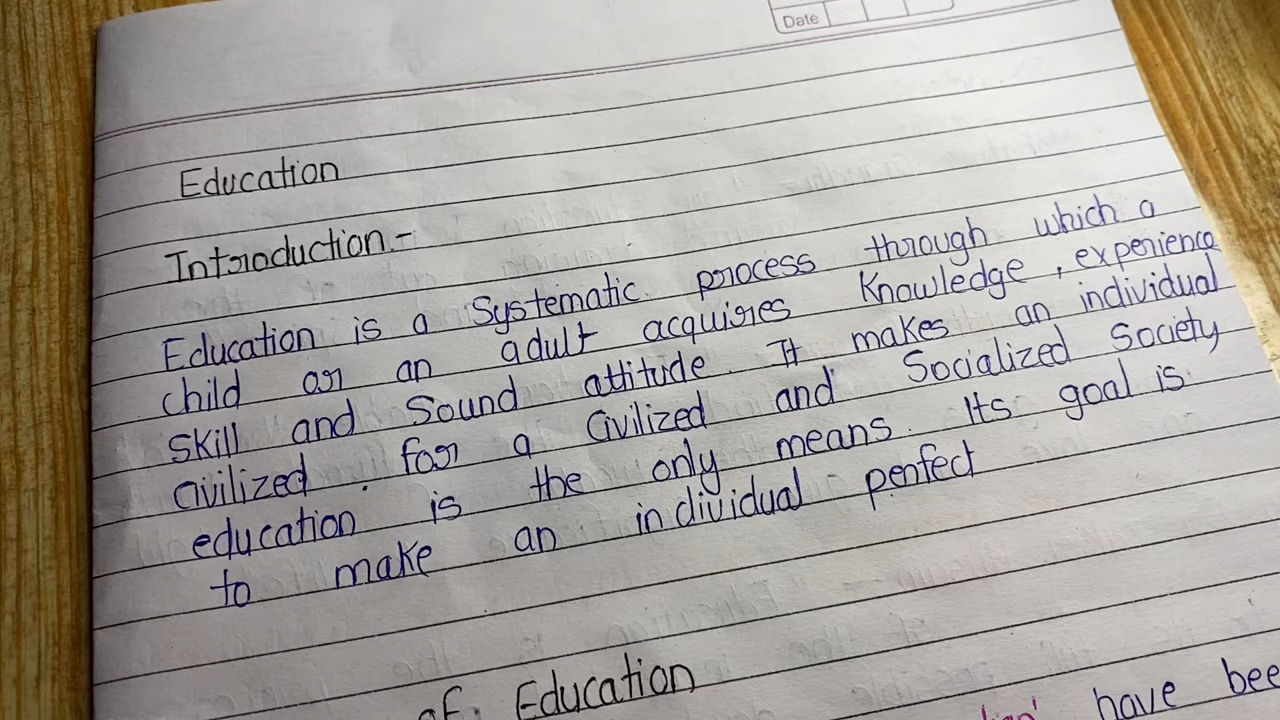 Date
Education
Introduction.-
Education is a Systematic process through which a
child or an adult acquires Knowledge, experience
skill and Sound attitude. It makes an individual
civilized. for a Civilized and Socialized Society
education is the only means. Its goal is
to make an individual perfect
of Education
have bee